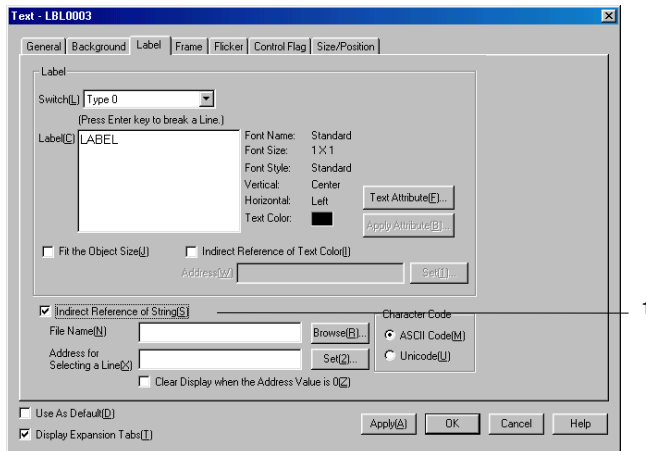 Text - LBL0003
General Background Label Frame Flicker Control Flag Size/Position
Label
Switch(L) Type 0
(Press Enter key to break a Line.)
Label(C) LABEL
Font Name: Standard
Font Size: 1 X 1
Font Style: Standard
Vertical: Center
Horizontal: Left
Text Color:
Text Attribute(F)...
Apply Attribute(B)...
Fit the Object Size(J) Indirect Reference of Text Color(I)
Address(W) Set(1)...
Indirect Reference of String(S)
1
File Name(N) Browse(R)...
Address for
Selecting a Line(X) Set(2)...
Clear Display when the Address Value is 0(Z)
Character Code
ASCII Code(M)
Unicode(U)
Use As Default(D)
Display Expansion Tabs(T)
Apply(A) OK Cancel Help